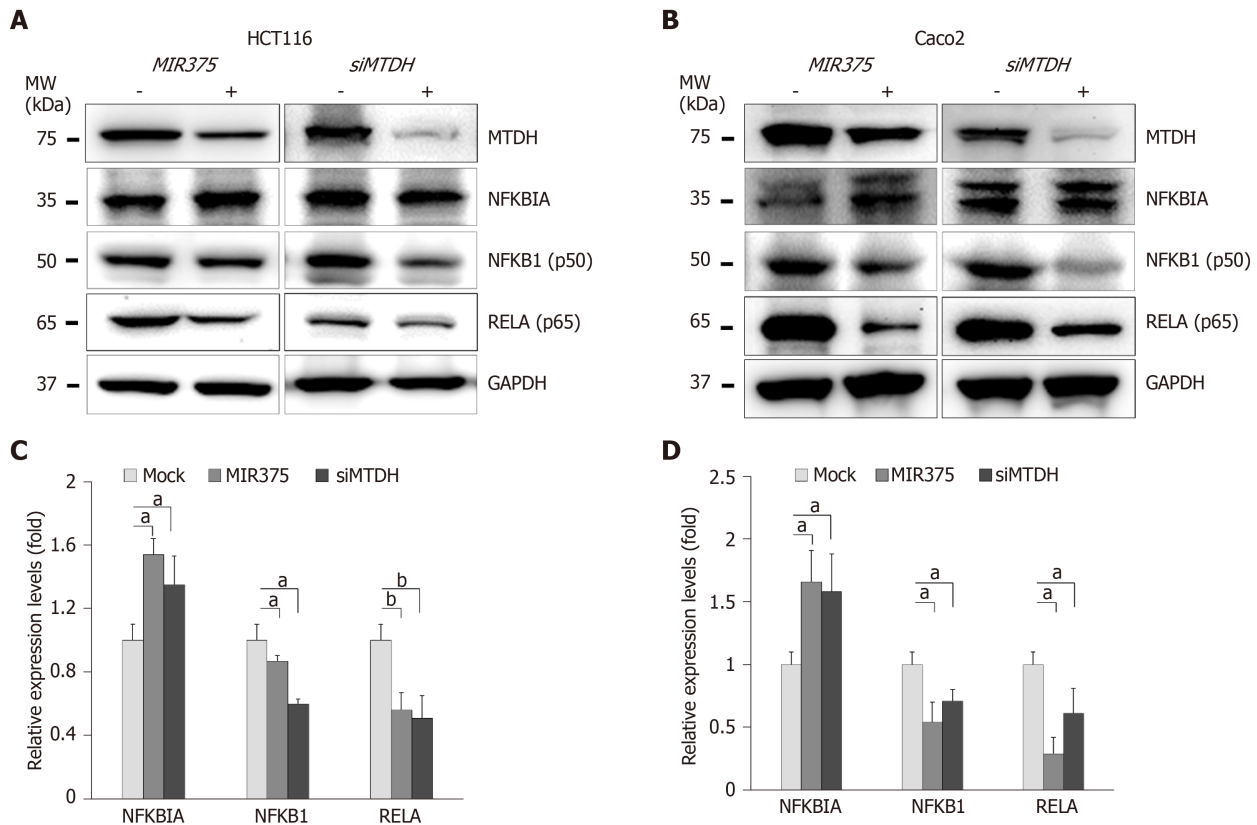 A
HCT116
MIR375 siMTDH
MW
(kDa)
- + - +
75 MTDH
35 NFKBIA
50 NFKB1 (p50)
65 RELA (p65)
37 GAPDH
B
Caco2
MIR375 siMTDH
MW
(kDa)
- + - +
75 MTDH
35 NFKBIA
50 NFKB1 (p50)
65 RELA (p65)
37 GAPDH
C
Mock MIR375 siMTDH
Relative expression levels (fold)
2
1.6
1.2
0.8
0.4
0
a
a
a
a
b
b
NFKBIA NFKB1 RELA
D
Mock MIR375 siMTDH
Relative expression levels (fold)
2.5
2
1.5
1
0.5
0
a
a
a
a
a
a
NFKBIA NFKB1 RELA